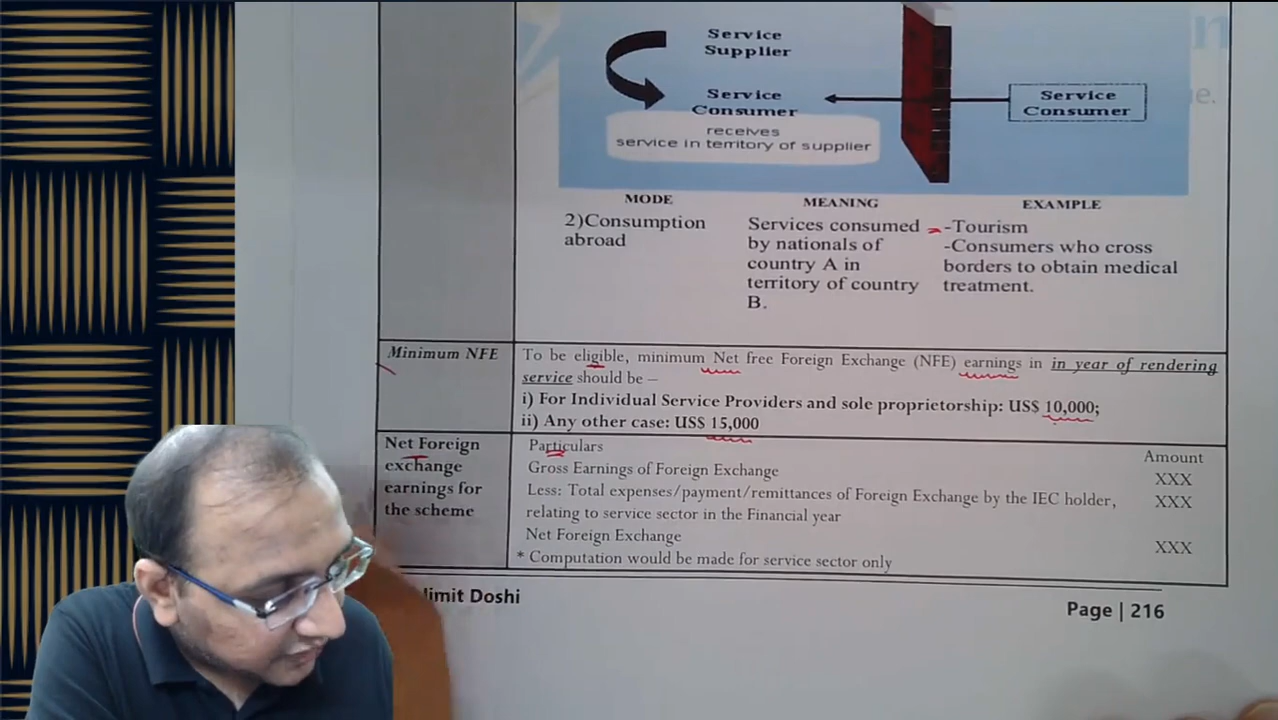 Service
Supplier
Service
Consumer
receives
service in territory of supplier
Service
Consumer
MODE MEANING EXAMPLE
2)Consumption
abroad
Services consumed
by nationals of
country A in
territory of country
B.
-Tourism
-Consumers who cross
borders to obtain medical
treatment.
Minimum NFE
To be eligible, minimum Net free Foreign Exchange (NFE) earnings in in year of rendering
service should be –
i) For Individual Service Providers and sole proprietorship: US$ 10,000;
ii) Any other case: US$ 15,000
Net Foreign
exchange
earnings for
the scheme
Particulars Amount
Gross Earnings of Foreign Exchange XXX
Less: Total expenses/payment/remittances of Foreign Exchange by the IEC holder, XXX
relating to service sector in the Financial year
Net Foreign Exchange XXX
* Computation would be made for service sector only
Doshi
Page | 216